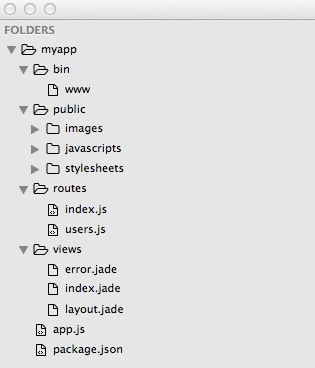 FOLDERS
myapp
bin
www
public
images
javascripts
stylesheets
routes
index.js
users.js
views
error.jade
index.jade
layout.jade
app.js
package.json